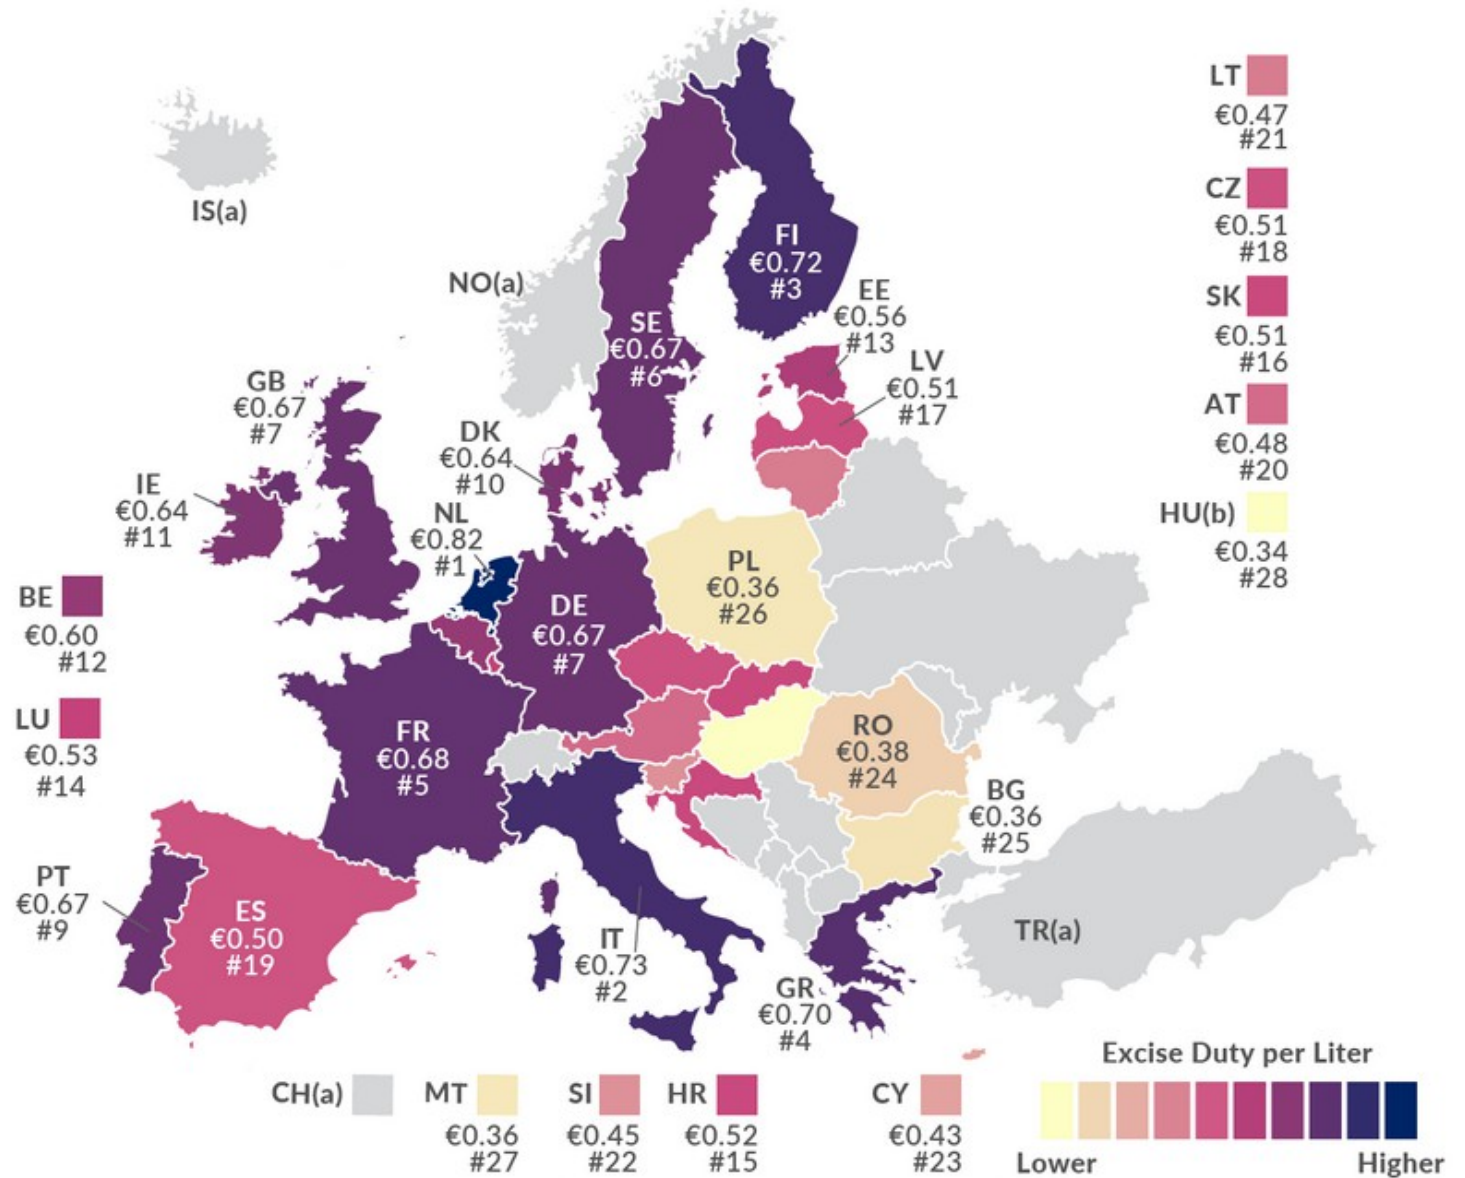 IS(a)
NO(a)
SE
€0.67
#6
FI
€0.72
#3
EE
€0.56
#13
LV
€0.51
#17
LT
€0.47
#21
CZ
€0.51
#18
SK
€0.51
#16
AT
€0.48
#20
HU(b)
€0.34
#28
GB
€0.67
#7
IE
€0.64
#11
DK
€0.64
#10
NL
€0.82
#1
BE
€0.60
#12
LU
€0.53
#14
DE
€0.67
#7
PL
€0.36
#26
FR
€0.68
#5
RO
€0.38
#24
BG
€0.36
#25
PT
€0.67
#9
ES
€0.50
#19
IT
€0.73
#2
GR
€0.70
#4
TR(a)
CH(a)
MT
€0.36
#27
SI
€0.45
#22
HR
€0.52
#15
CY
€0.43
#23
Excise Duty per Liter
Lower
Higher